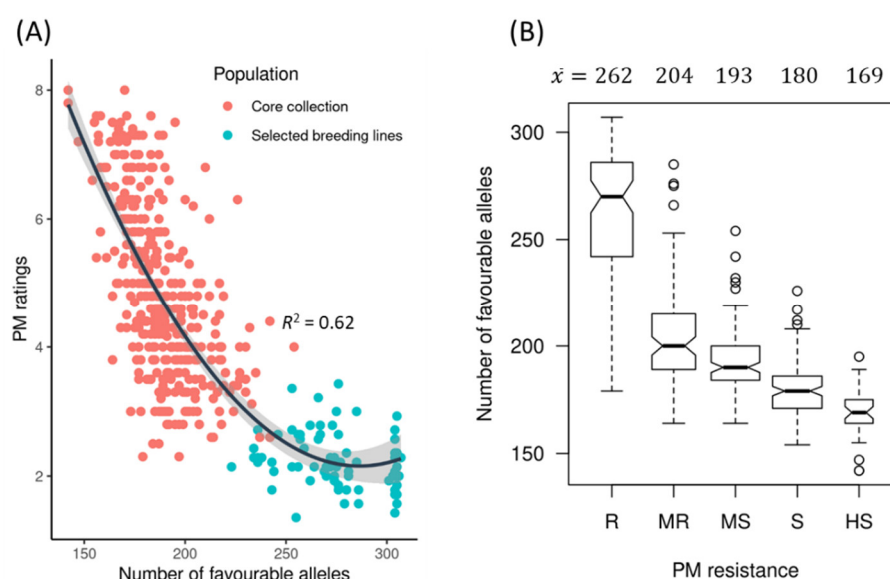 (A)
Population
Core collection
Selected breeding lines
R² = 0.62
PM ratings
8
6
4
2
150 200 250 300
Number of favourable alleles
(B)
x̄ = 262 204 193 180 169
Number of favourable alleles
300
250
200
150
R MR MS S HS
PM resistance